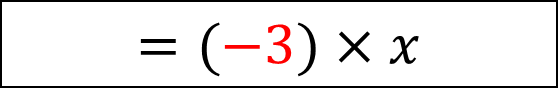 = (−3) × x